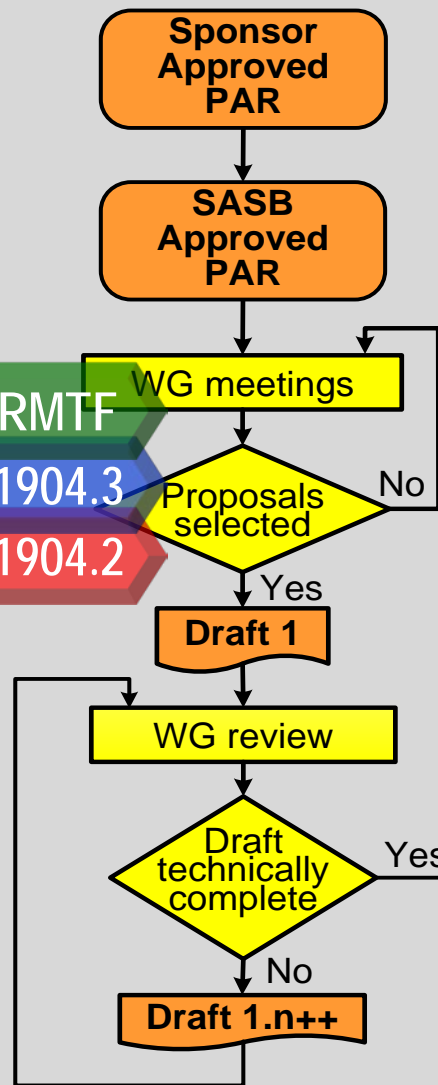 Sponsor
Approved
PAR
SASB
Approved
PAR
WG meetings
RMTF
1904.3
1904.2
Proposals
selected
No
Yes
Draft 1
WG review
Draft
technically
complete
Yes
No
Draft 1.n++